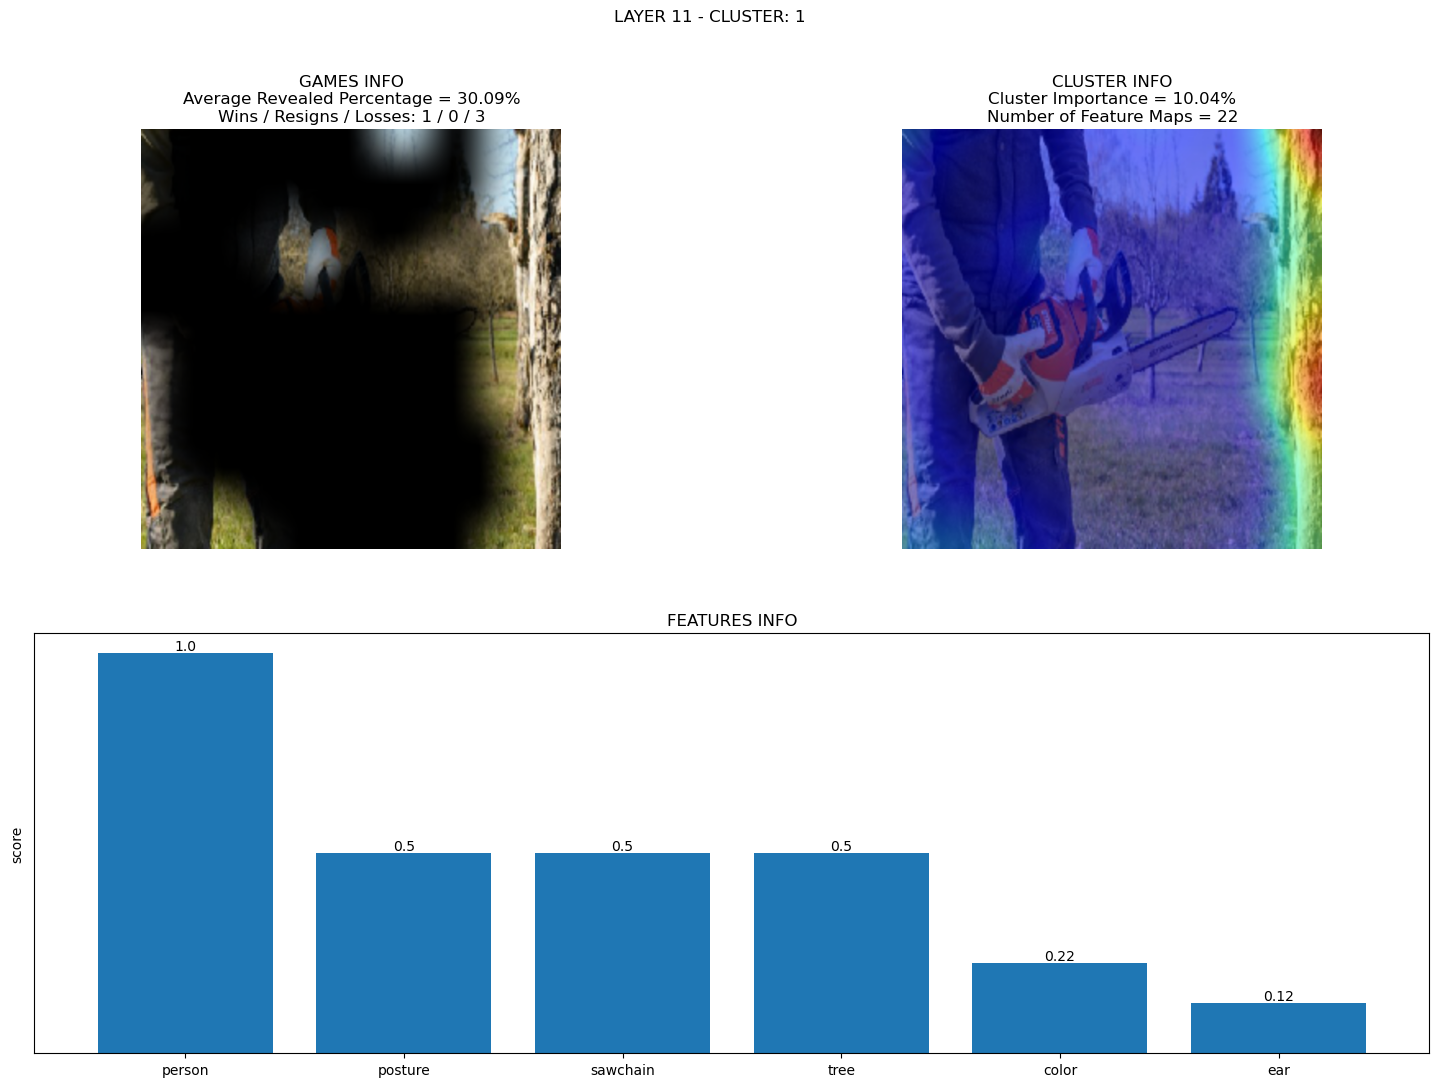 LAYER 11 - CLUSTER: 1
GAMES INFO
Average Revealed Percentage = 30.09%
Wins / Resigns / Losses: 1 / 0 / 3
CLUSTER INFO
Cluster Importance = 10.04%
Number of Feature Maps = 22
FEATURES INFO
score
1.0
0.5
0.5
0.5
0.22
0.12
person
posture
sawchain
tree
color
ear